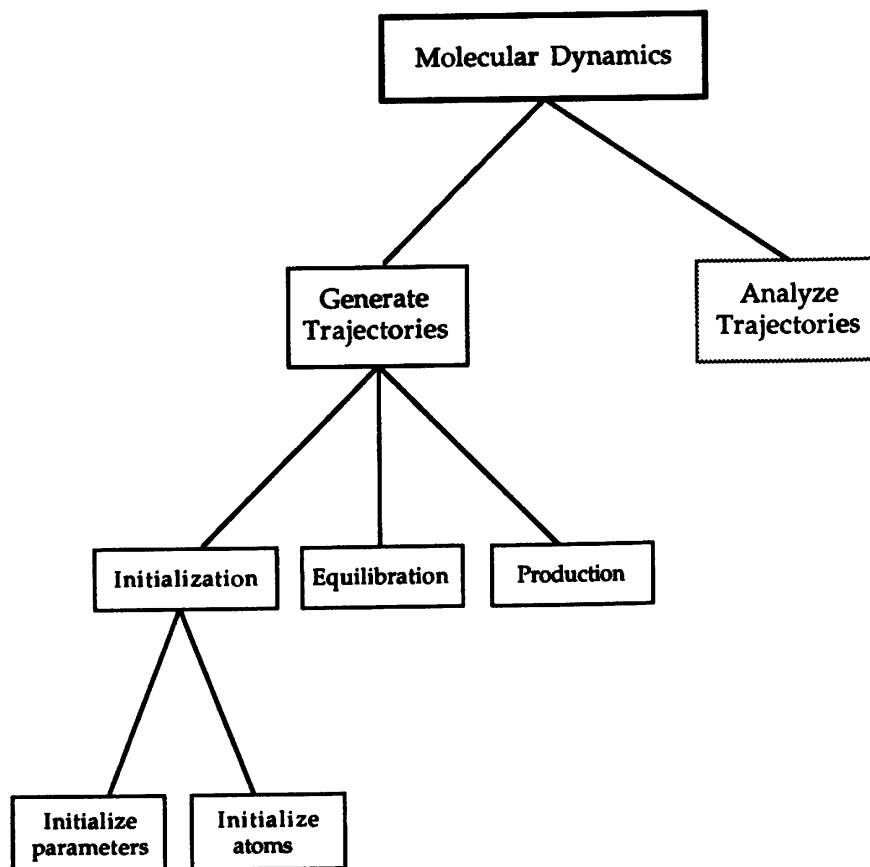 Molecular Dynamics
Generate
Trajectories
Analyze
Trajectories
Initialization
Equilibration
Production
Initialize
parameters
Initialize
atoms